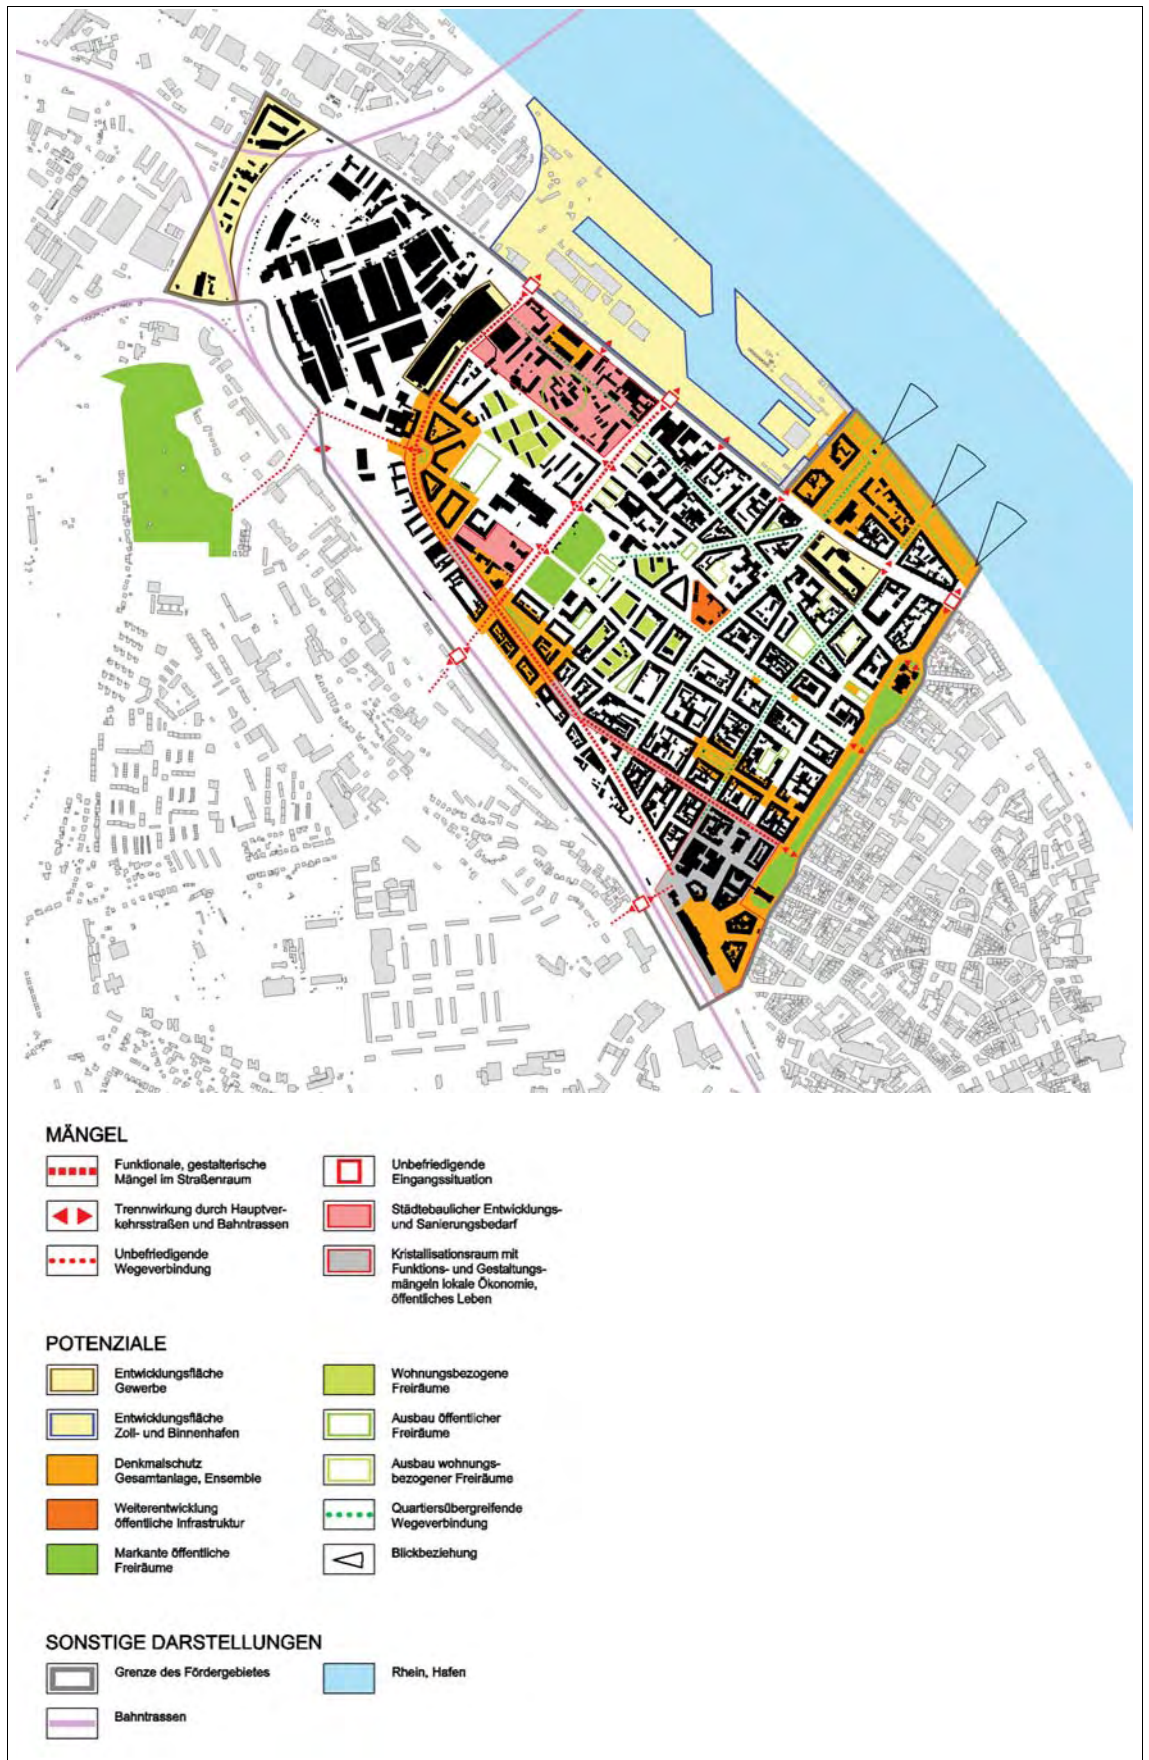 MÄNGEL
Funktionale, gestalterische
Mängel im Straßenraum
Trennwirkung durch Hauptver-
kehrsstraßen und Bahntrassen
Unbefriedigende
Wegeverbindung
Unbefriedigende
Eingangssituation
Städtebaulicher Entwicklungs-
und Sanierungsbedarf
Kristallisationsraum mit
Funktions- und Gestaltungs-
mängeln lokale Ökonomie,
öffentliches Leben
POTENZIALE
Entwicklungsfläche
Gewerbe
Entwicklungsfläche
Zoll- und Binnenhafen
Denkmalschutz
Gesamtanlage, Ensemble
Weiterentwicklung
öffentliche Infrastruktur
Markante öffentliche
Freiräume
Wohnungsbezogene
Freiräume
Ausbau öffentlicher
Freiräume
Ausbau wohnungs-
bezogener Freiräume
Quartiersübergreifende
Wegeverbindung
Blickbeziehung
SONSTIGE DARSTELLUNGEN
Grenze des Fördergebietes
Bahntrassen
Rhein, Hafen